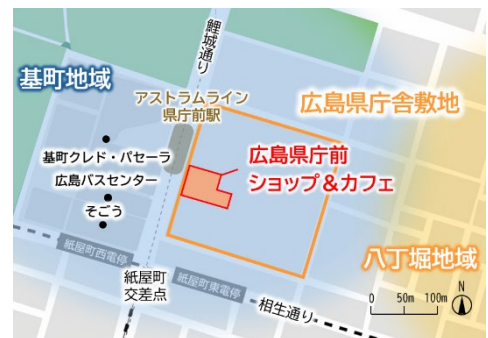 鯉城通り
基町地域
アストラムライン
県庁前駅
広島県庁舎敷地
基町クレド・パセーラ
広島バスセンター
そごう
広島県庁前
ショップ&カフェ
紙屋町西電停
紙屋町東電停
八丁堀地域
紙屋町
交差点
相生通り
0 50m 100m
N